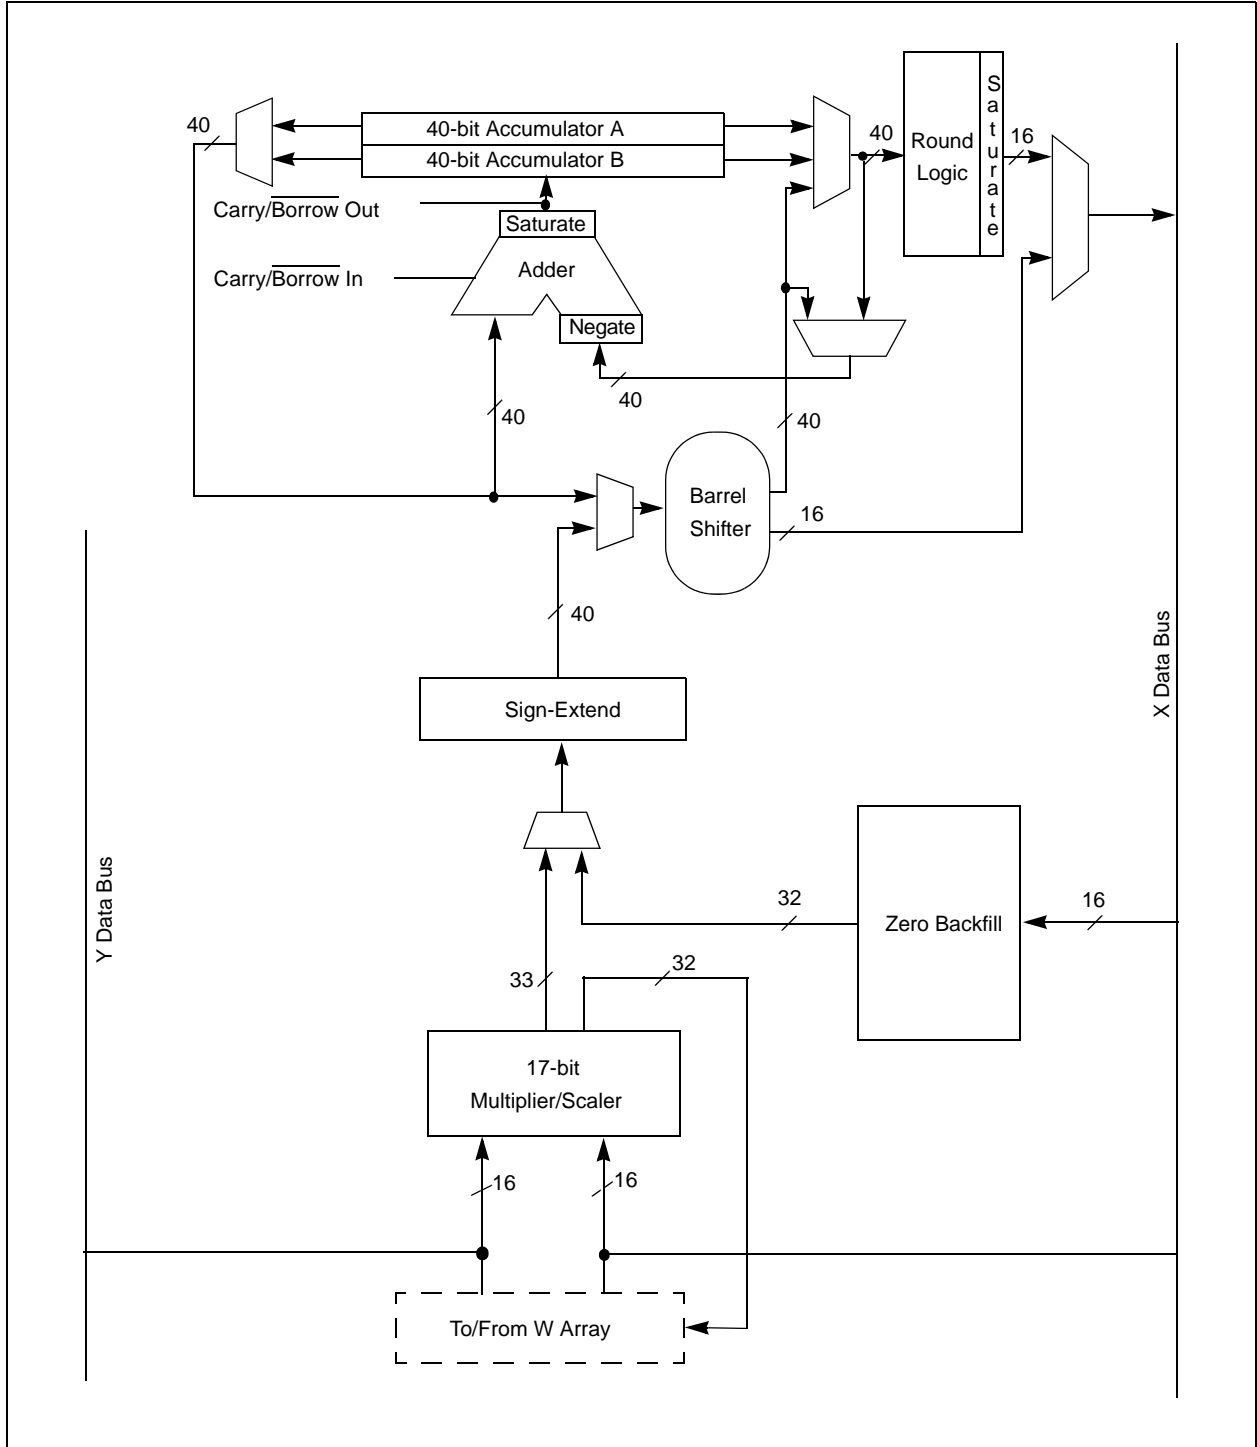 40
40-bit Accumulator A
40-bit Accumulator B
Carry/Borrow Out
Saturate
Carry/Borrow In
Adder
Negate
40
Round
Logic
Saturate
16
40
40
40
Barrel
Shifter
16
40
Sign-Extend
X Data Bus
Y Data Bus
32
Zero Backfill
16
33
32
17-bit
Multiplier/Scaler
16
16
To/From W Array